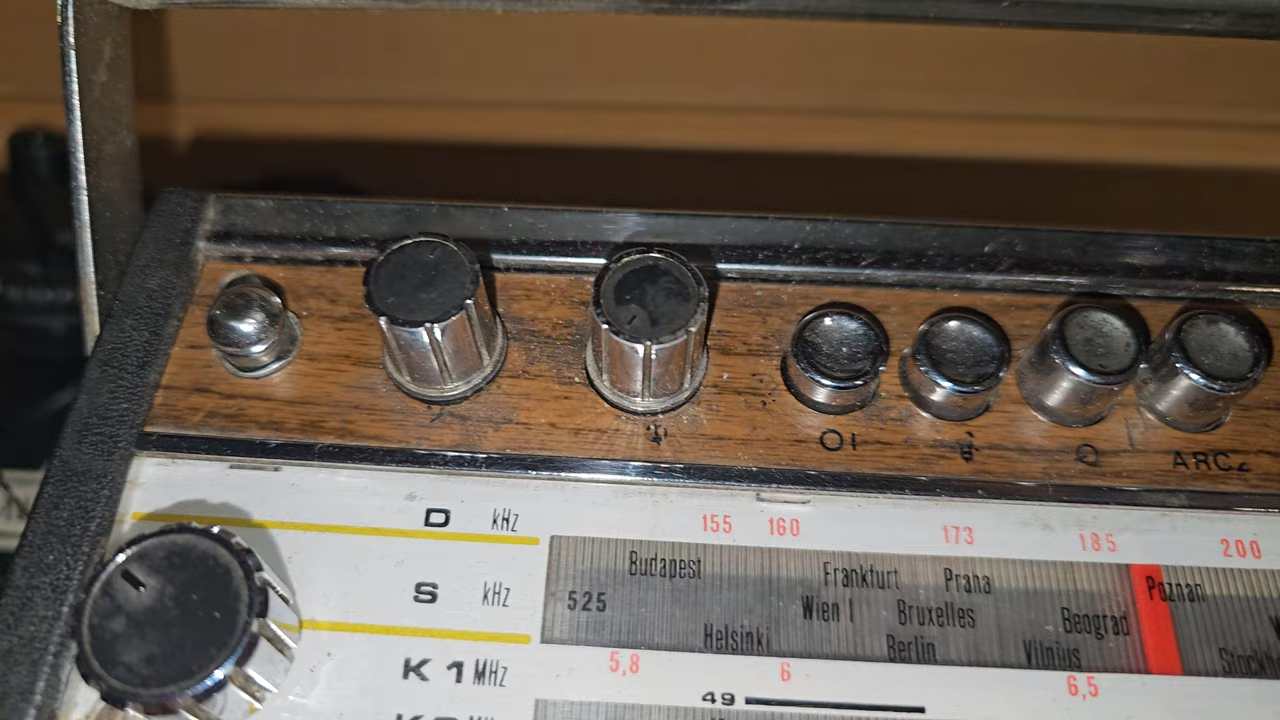 OI
ARC
D kHz 155 160 173 185 200
Budapest Frankfurt Praha Poznan
S kHz 525 Wien I Bruxelles Beograd
Helsinki Berlin Vilnius
K 1 MHz 5,8 6 6,5
49